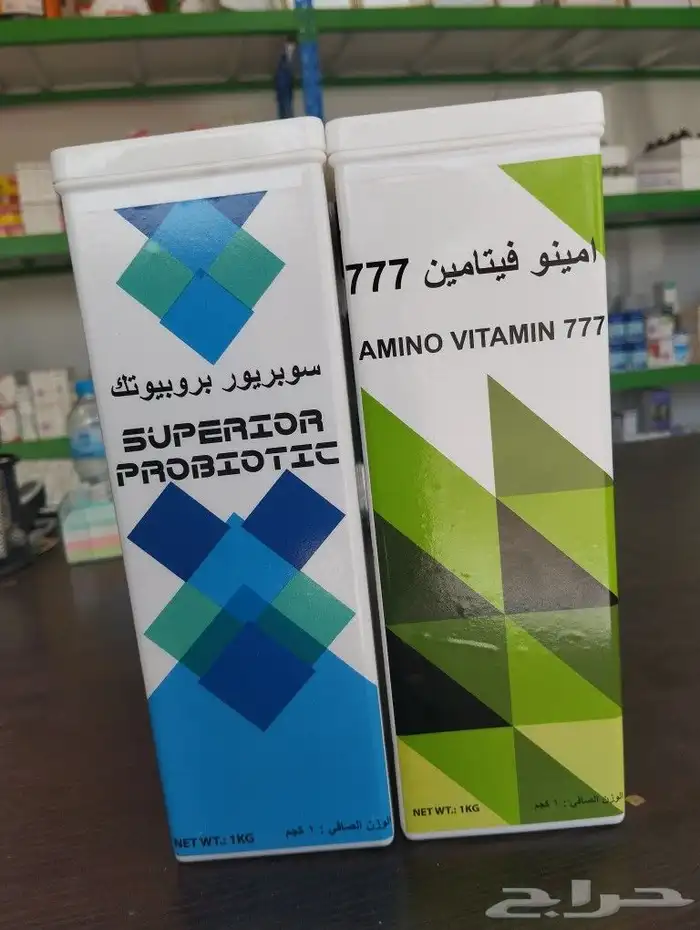 سوبريور بروبيوتك
SUPERIOR
PROBIOTIC
NET WT.: 1KG
الوزن الصافي : ١ كجم
امينو فيتامين 777
AMINO VITAMIN 777
NET WT.: 1KG
الوزن الصافي : ١ كجم
حراج